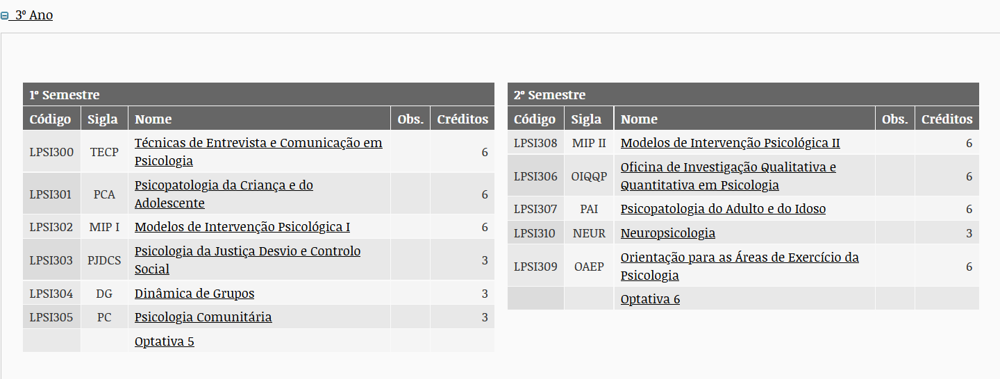 3º Ano
1º Semestre
Código Sigla Nome Obs. Créditos
LPSI300 TECP Técnicas de Entrevista e Comunicação em
Psicologia 6
LPSI301 PCA Psicopatologia da Criança e do
Adolescente 6
LPSI302 MIP I Modelos de Intervenção Psicológica I 6
LPSI303 PJDCS Psicologia da Justiça Desvio e Controlo
Social 3
LPSI304 DG Dinâmica de Grupos 3
LPSI305 PC Psicologia Comunitária 3
Optativa 5
2º Semestre
Código Sigla Nome Obs. Créditos
LPSI308 MIP II Modelos de Intervenção Psicológica II 6
LPSI306 OIQQP Oficina de Investigação Qualitativa e
Quantitativa em Psicologia 6
LPSI307 PAI Psicopatologia do Adulto e do Idoso 6
LPSI310 NEUR Neuropsicologia 3
LPSI309 OAEP Orientação para as Áreas de Exercício da
Psicologia 6
Optativa 6